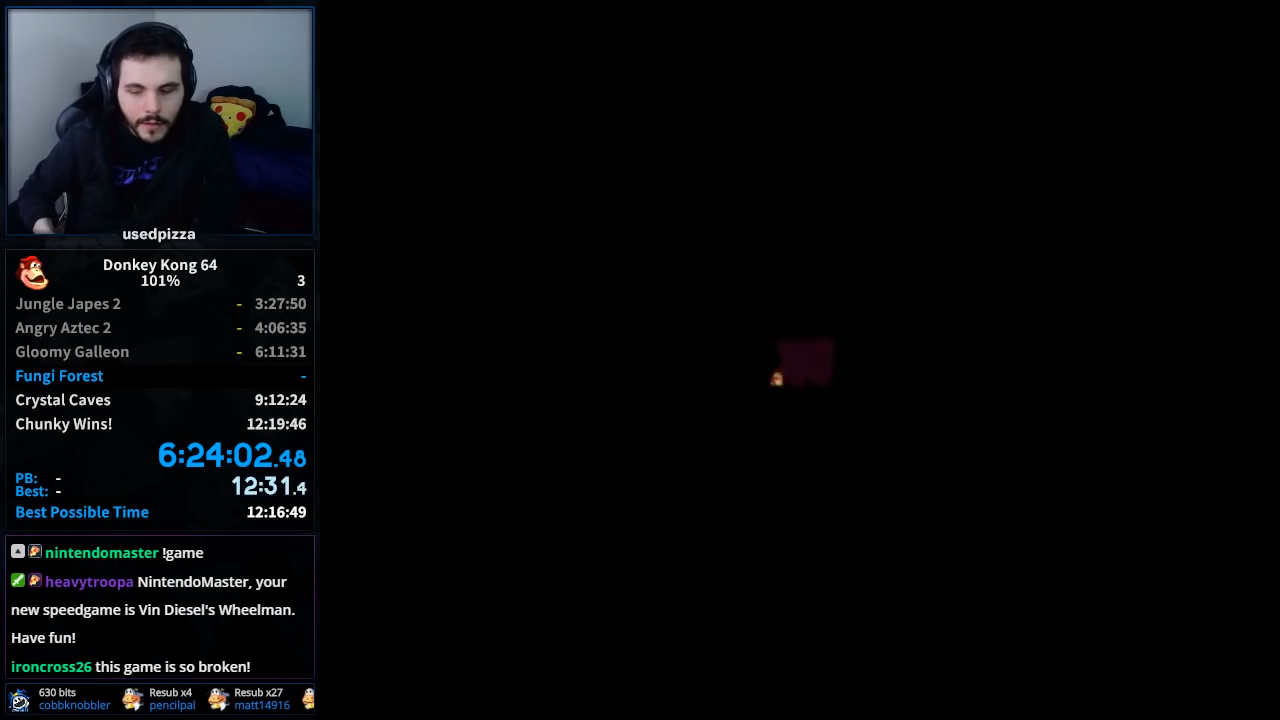 usedpizza
Donkey Kong 64
101% 3
Jungle Japes 2 - 3:27:50
Angry Aztec 2 - 4:06:35
Gloomy Galleon - 6:11:31
Fungi Forest -
Crystal Caves 9:12:24
Chunky Wins! 12:19:46
6:24:02.48
PB: -
Best: - 12:31.4
Best Possible Time 12:16:49
nintendomaster !game
heavytroopa NintendoMaster, your
new speedgame is Vin Diesel's Wheelman.
Have fun!
ironcross26 this game is so broken!
630 bits Resub x4 Resub x27
cobbknobbler pencilpal matt14916